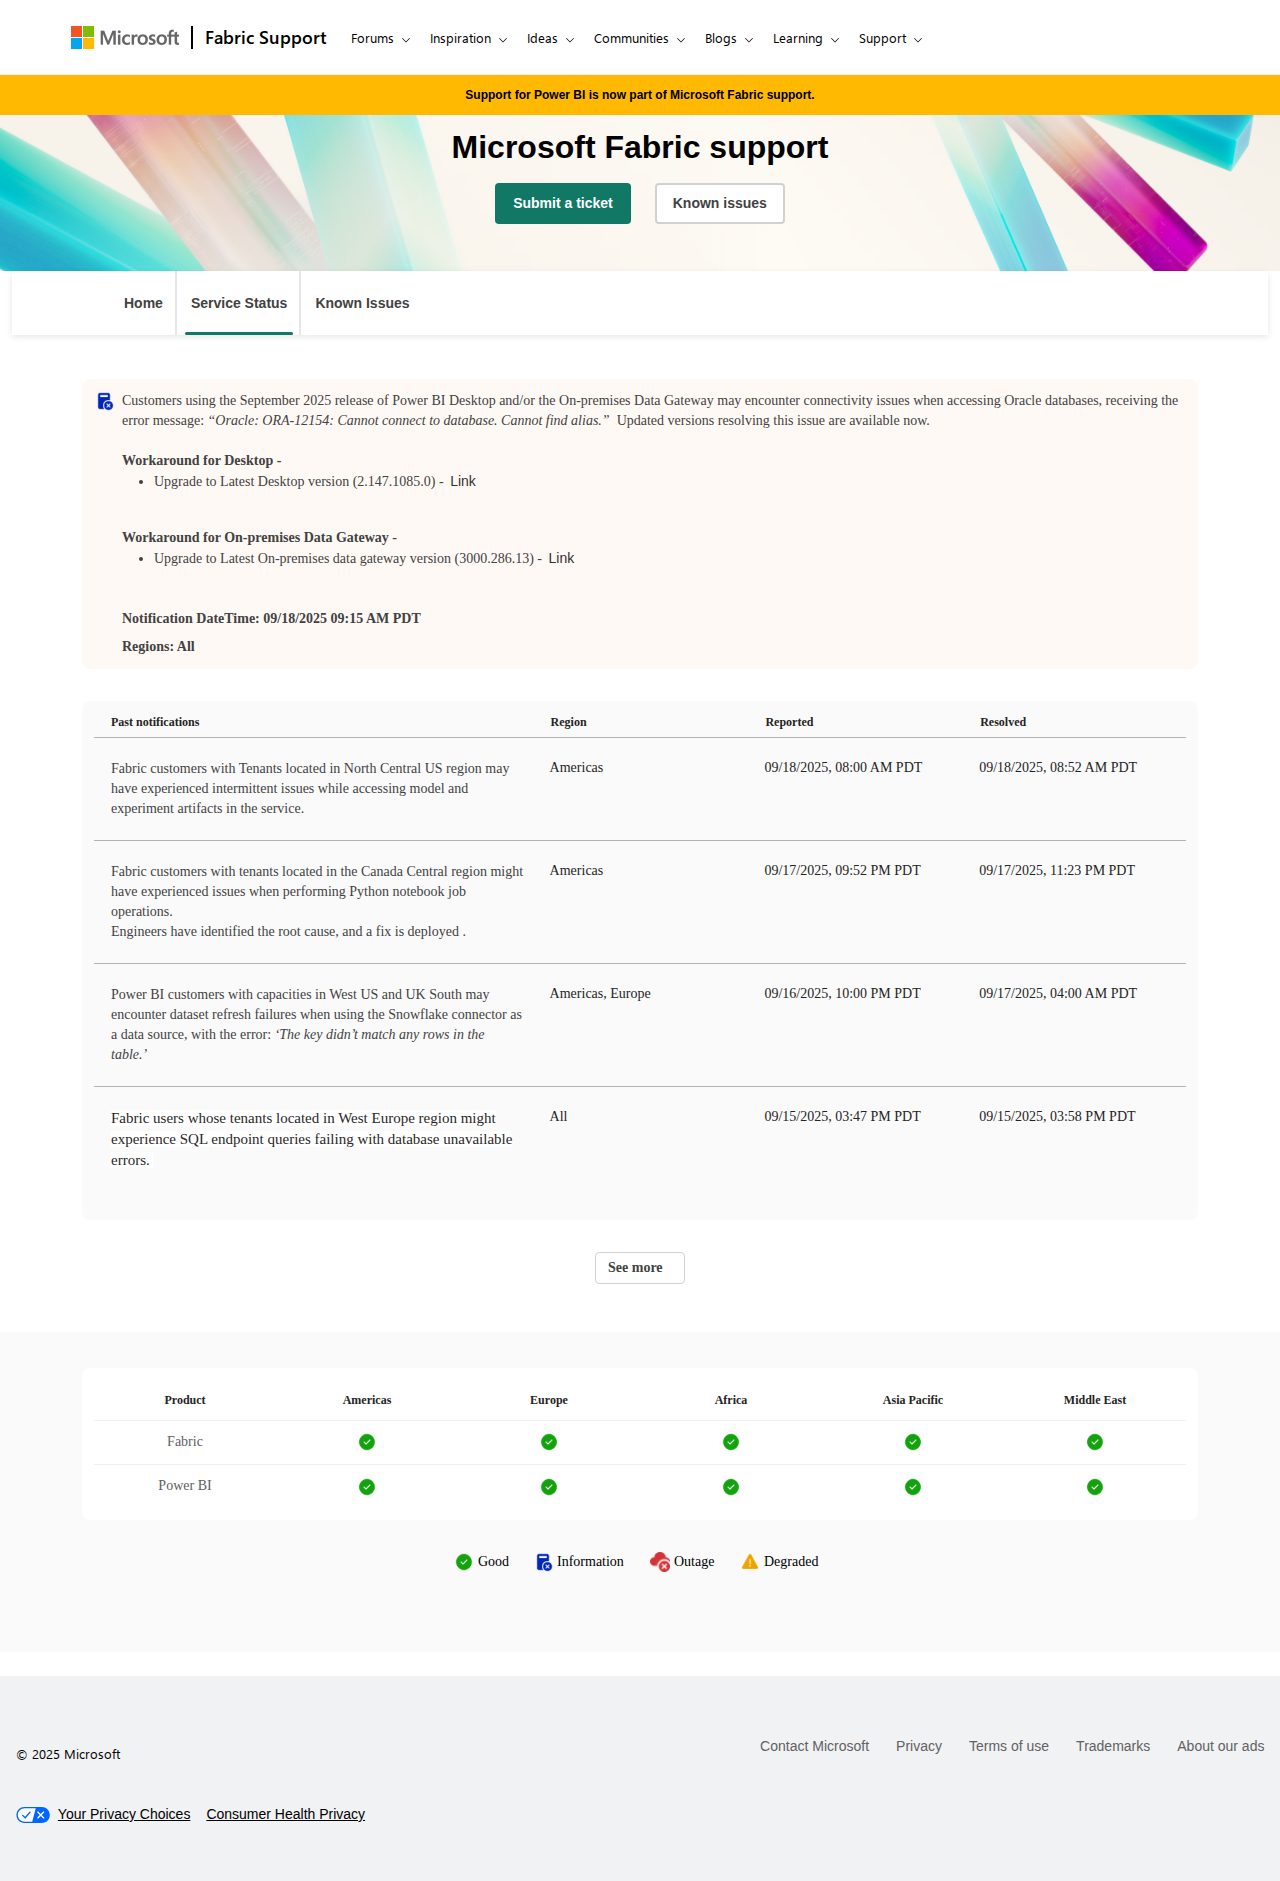 Microsoft Fabric Support Forums Inspiration Ideas Communities Blogs Learning Support
Support for Power BI is now part of Microsoft Fabric support.
Microsoft Fabric support
Submit a ticket Known issues
Home Service Status Known Issues
Customers using the September 2025 release of Power BI Desktop and/or the On-premises Data Gateway may encounter connectivity issues when accessing Oracle databases, receiving the
error message: “Oracle: ORA-12154: Cannot connect to database. Cannot find alias.” Updated versions resolving this issue are available now.
Workaround for Desktop -
• Upgrade to Latest Desktop version (2.147.1085.0) - Link
Workaround for On-premises Data Gateway -
• Upgrade to Latest On-premises data gateway version (3000.286.13) - Link
Notification DateTime: 09/18/2025 09:15 AM PDT
Regions: All
Past notifications Region Reported Resolved
Fabric customers with Tenants located in North Central US region may Americas 09/18/2025, 08:00 AM PDT 09/18/2025, 08:52 AM PDT
have experienced intermittent issues while accessing model and
experiment artifacts in the service.
Fabric customers with tenants located in the Canada Central region might Americas 09/17/2025, 09:52 PM PDT 09/17/2025, 11:23 PM PDT
have experienced issues when performing Python notebook job
operations.
Engineers have identified the root cause, and a fix is deployed .
Power BI customers with capacities in West US and UK South may Americas, Europe 09/16/2025, 10:00 PM PDT 09/17/2025, 04:00 AM PDT
encounter dataset refresh failures when using the Snowflake connector as
a data source, with the error: ‘The key didn’t match any rows in the
table.’
Fabric users whose tenants located in West Europe region might All 09/15/2025, 03:47 PM PDT 09/15/2025, 03:58 PM PDT
experience SQL endpoint queries failing with database unavailable
errors.
See more
Product Americas Europe Africa Asia Pacific Middle East
Fabric
Power BI
Good Information Outage Degraded
Contact Microsoft Privacy Terms of use Trademarks About our ads
© 2025 Microsoft
Your Privacy Choices Consumer Health Privacy